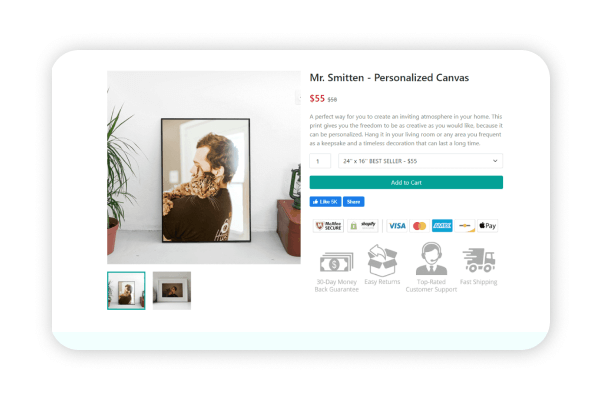 Mr. Smitten - Personalized Canvas
$55 $58
A perfect way for you to create an inviting atmosphere in your home. This
print gives you the freedom to be as creative as you would like, because it
can be personalized. Hang it in your living room or any area you frequent
as a keepsake and a timeless decoration that can last a long time.
1 24" x 16" BEST SELLER - $55
Add to Cart
Like 5K Share
McAfee SECURE shopify VISA Pay
30-Day Money Back Guarantee
Easy Returns
Top-Rated Customer Support
Fast Shipping